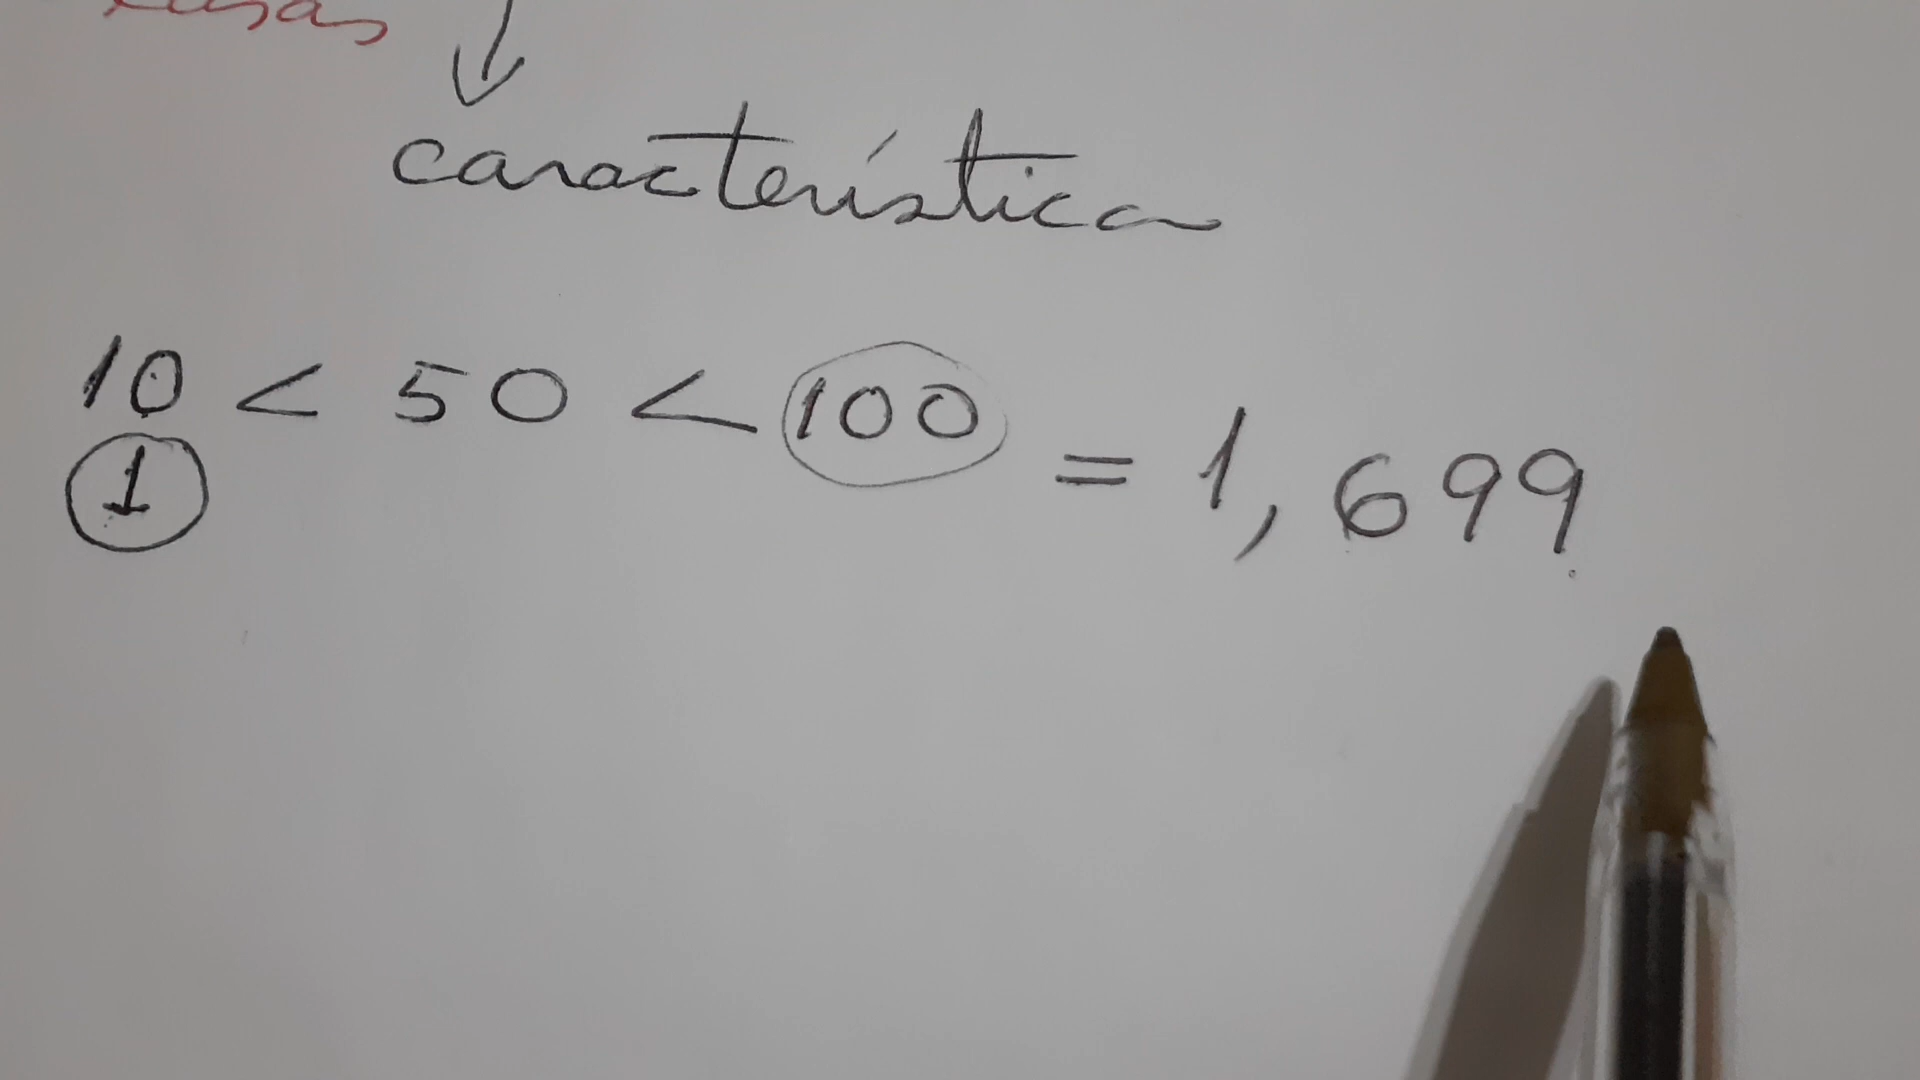 característica
10 < 50 < 100 = 1,699
1